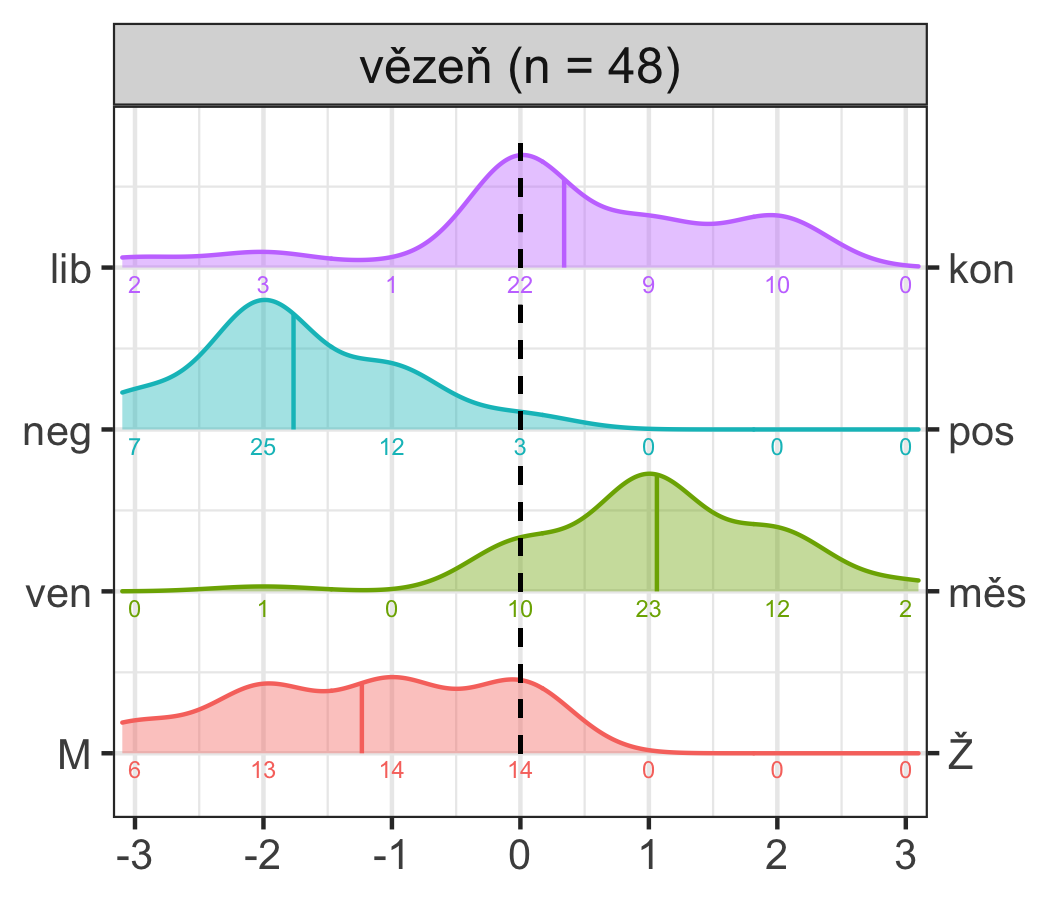 vězeň (n = 48)
lib kon
2 3 1 22 9 10 0
neg pos
7 25 12 3 0 0 0
ven měs
0 1 0 10 23 12 2
M Ž
6 13 14 14 0 0 0
-3 -2 -1 0 1 2 3